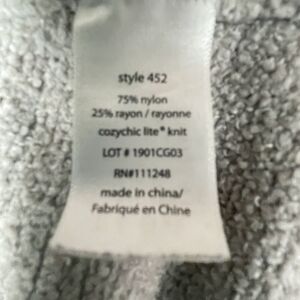 style 452
75% nylon
25% rayon / rayonne
cozychic lite® knit
LOT # 1901CG03
RN#111248
made in china/
Fabriqué en Chine